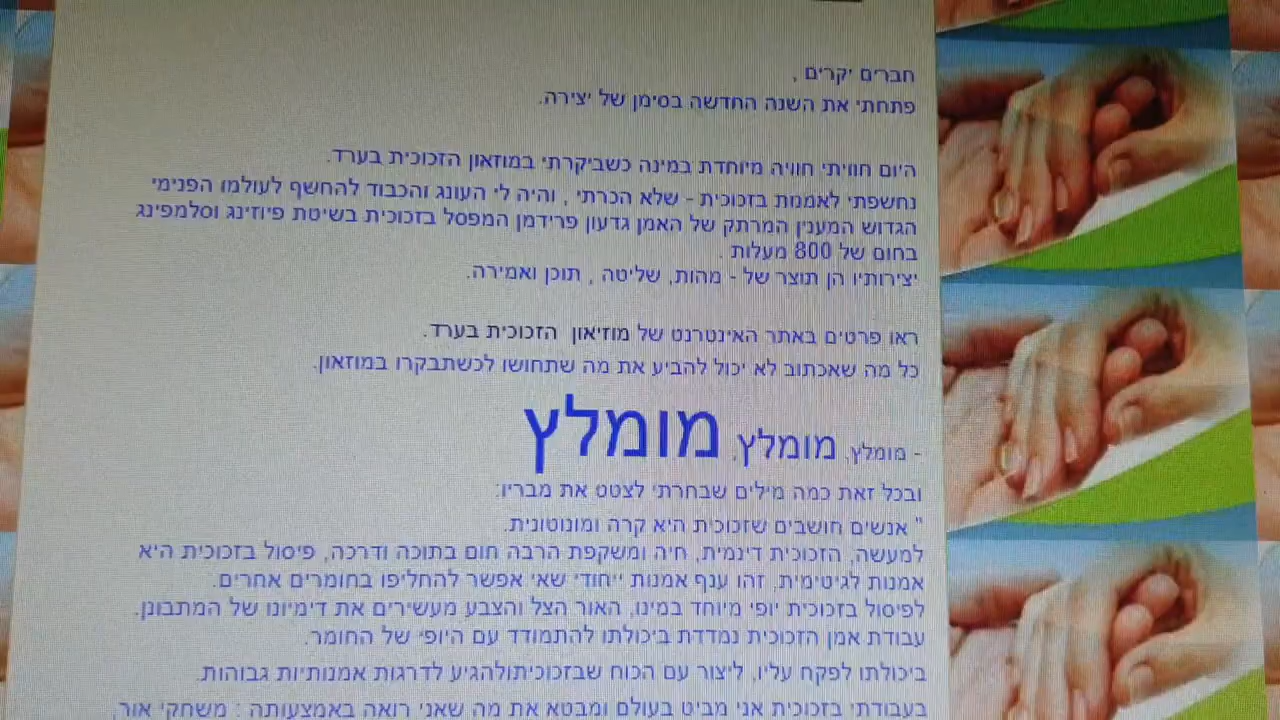 חברים יקרים ,
פתחתי את השנה החדשה בסימן של יצירה.
היום חוויתי חוויה מיוחדת במינה כשביקרתי במוזאון הזכוכית בערד.
נחשפתי לאממת בזכוכית - שלא הכרתי , והיה לי העונג והכבוד להחשף לעולמו הפנימי
הגדוש המענין המרתק של האמן גדעון פרידמן המפסל בזכוכית בשיטת פיוזינג וסלמפינג
בחום של 800 מעלות .
יצירותיו הן תוצר של - מהות, שליטה , תוכן ואמירה.
ראו פרטים באתר האינטרנט של מוזיאון הזכוכית בערד.
כל מה שאכתוב לא יכול להביע את מה שתחושו לכשתבקרו במוזאון.
- מומלץ, מומלץ, מומלץ
ובכל זאת כמה מילים שבחרתי לצטט את מבריו:
" אנשים חושבים שזכוכית היא קרה ומונוטונית.
למעשה, הזכוכית דינמית, חיה ומשקפת הרבה חום בתוכה ודרכה, פיסול בזכוכית היא
אמנות לגיטימית, זהו ענף אמנות ייחודי שאי אפשר להחליפו בחומרים אחרים.
לפיסול בזכוכית יופי מיוחד במינו, האור הצל והצבע מעשירים את דימיונו של המתבונן.
עבודת אמן הזכוכית נמדדת ביכולתו להתמודד עם היופי של החומר.
ביכולתו לפקח עליו, ליצור עם הכוח שבזכוכיתולהגיע לדרגות אמנותיות גבוהות.
בעבודתי בזכוכית אני מביט בעולם ומבטא את מה שאני רואה באמצעותה : משחקי אור,